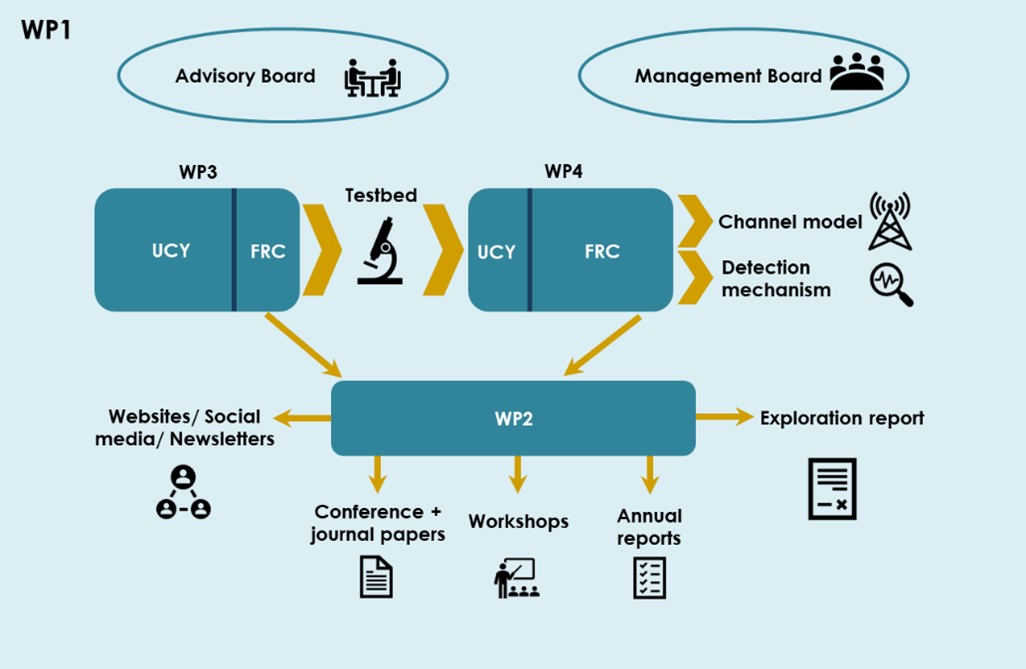 WP1
Advisory Board
Management Board
WP3
WP4
Testbed
UCY
FRC
UCY
FRC
Channel model
Detection
mechanism
WP2
Websites/ Social
media/ Newsletters
Exploration report
Conference +
journal papers
Workshops
Annual
reports